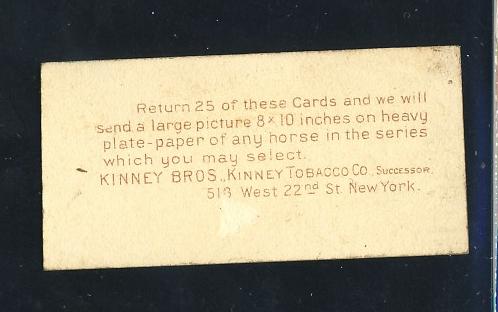 Return 25 of these Cards and we will
send a large picture 8 x 10 inches on heavy
plate-paper of any horse in the series
which you may select.
KINNEY BROS., KINNEY TOBACCO CO., SUCCESSOR,
513 West 22nd St. New York.